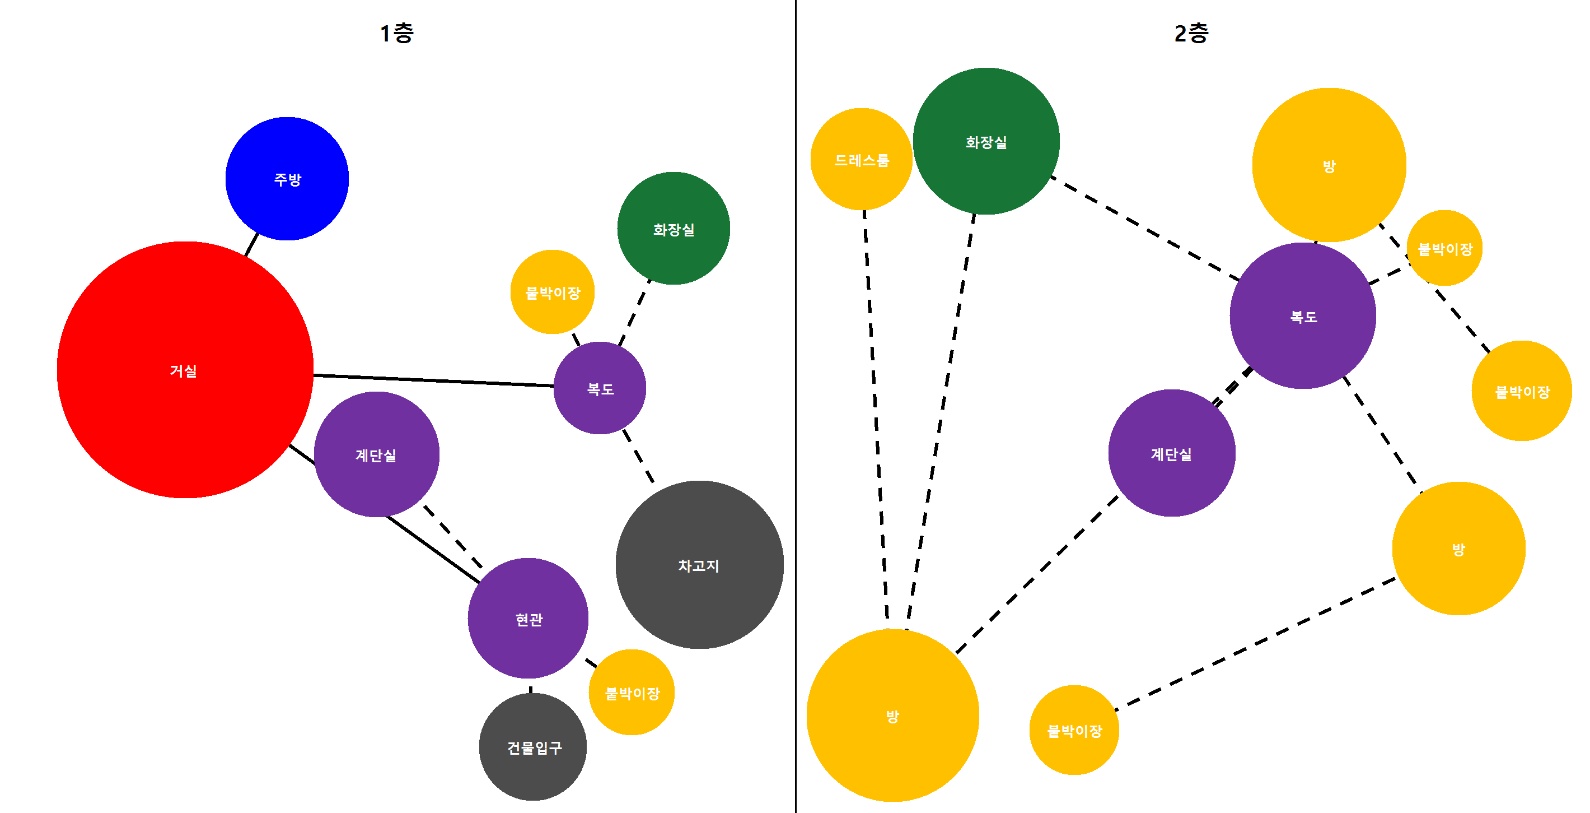 1층
주방
화장실
붙박이장
거실
복도
계단실
차고지
현관
붙박이장
건물입구
2층
드레스룸
화장실
방
붙박이장
복도
붙박이장
계단실
방
방
붙박이장